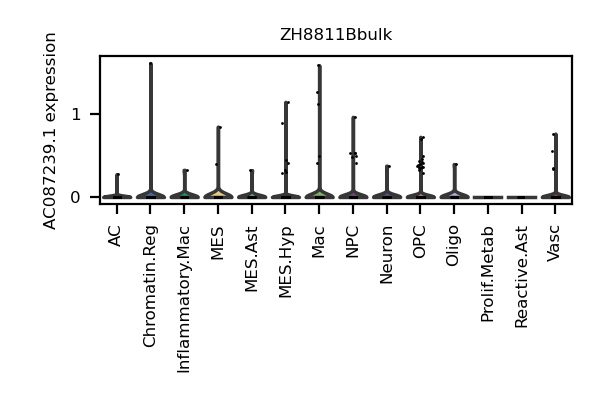 ZH8811Bbulk
AC087239.1 expression
1
0
AC
Chromatin.Reg
Inflammatory.Mac
MES
MES.Ast
MES.Hyp
Mac
NPC
Neuron
OPC
Oligo
Prolif.Metab
Reactive.Ast
Vasc